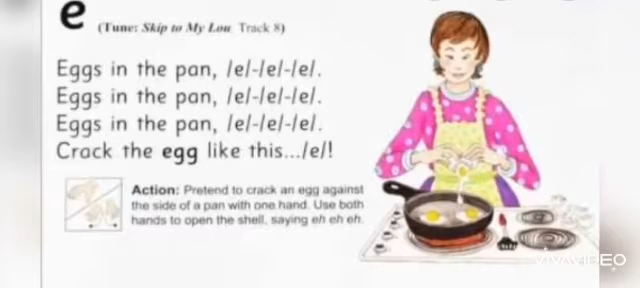 e
(Tune: Skip to My Lou Track 8)
Eggs in the pan, /e/-/e/-/e/.
Eggs in the pan, /e/-/e/-/e/.
Eggs in the pan, /e/-/e/-/e/.
Crack the egg like this.../e/!
Action: Pretend to crack an egg against
the side of a pan with one hand. Use both
hands to open the shell, saying eh eh eh.
VIVAVIDEO